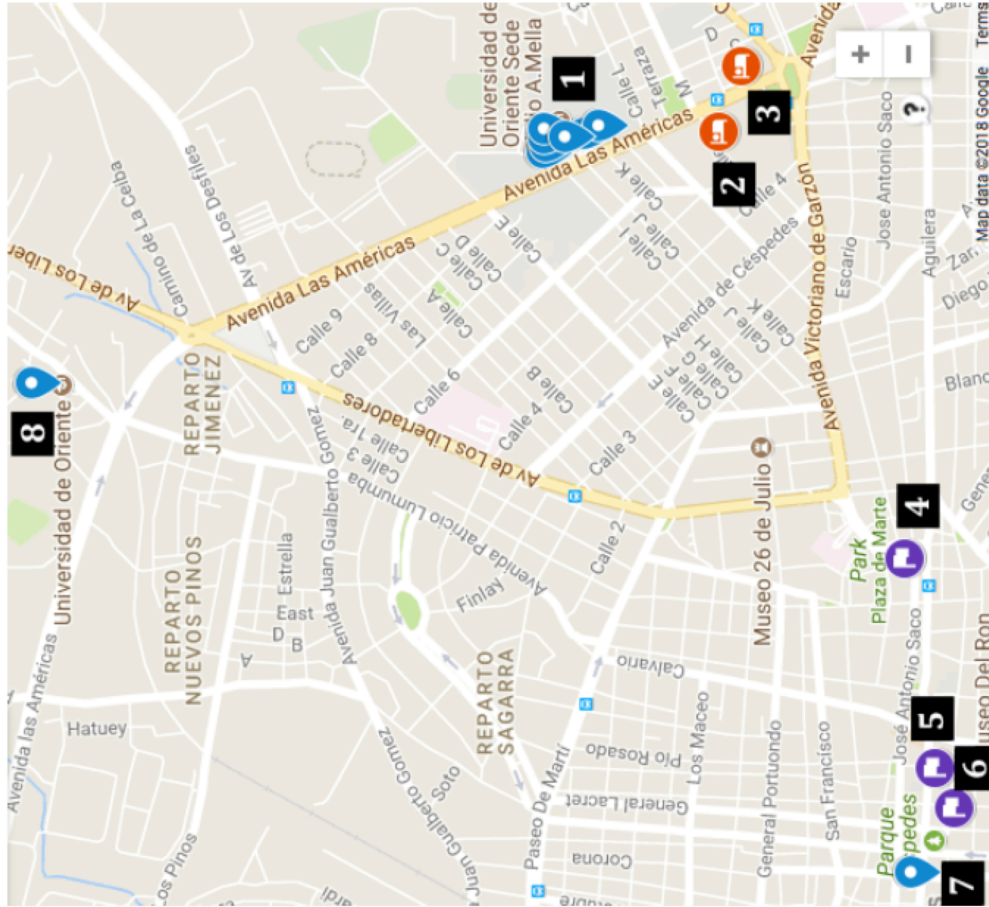 Universidad de
Oriente Sede
dio A.Mella
1
Calle L
Terraza
M
D
C
Avenida
3
2
+
−
?
Map data ©2018 Google Terms
Av de Los Liber
Camino de La Ceiba
Av de Los Desfiles
Avenida Las Américas
Avenida Las Américas
8
Universidad de Oriente
REPARTO
JIMENEZ
Calle 9
Calle 8
Las Villas
Calle A
Calle C
Calle D
Calle E
Calle K
Calle J
Calle I
Calle 4
Calle 6
Calle 4
Calle B
Calle 3
Calle 1ra.
Calle 3
Calle 2
Av de Los Libertadores
Avenida de Céspedes
Calle E
Calle F
Calle G
Calle H
Calle J
Calle K
Avenida Victoriano de Garzón
Escario
Jose Antonio Saco
Aguilera
Zar
Diego
Blanc
Gener
Avenida Juan Gualberto Gomez
Avenida Patricio Lumumba
REPARTO
NUEVOS PINOS
Estrella
East
D
B
A
Finlay
Avenida las Américas
Hatuey
Los Pinos
REPARTO
SAGARRA
Soto
Juan Gualberto Gomez
Paseo De Martí
Calvario
Pío Rosado
General Lacret
Corona
Los Maceo
General Portuondo
San Francisco
Museo 26 de Julio
Park
Plaza de Marte
4
José Antonio Saco
5
useo Del Ron
6
Parque
spedes
7